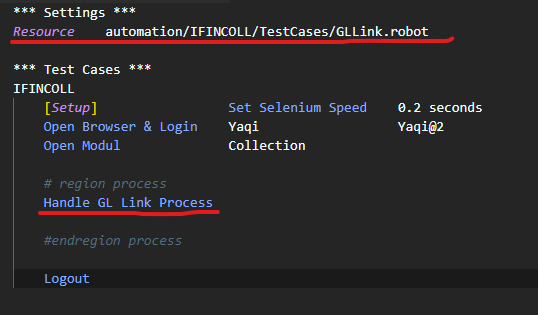 *** Settings ***
Resource    automation/IFINCOLL/TestCases/GLLink.robot
*** Test Cases ***
IFINCOLL
[Setup]    Set Selenium Speed    0.2 seconds
Open Browser & Login    Yaqi    Yaqi@2
Open Modul    Collection
# region process
Handle GL Link Process
#endregion process
Logout